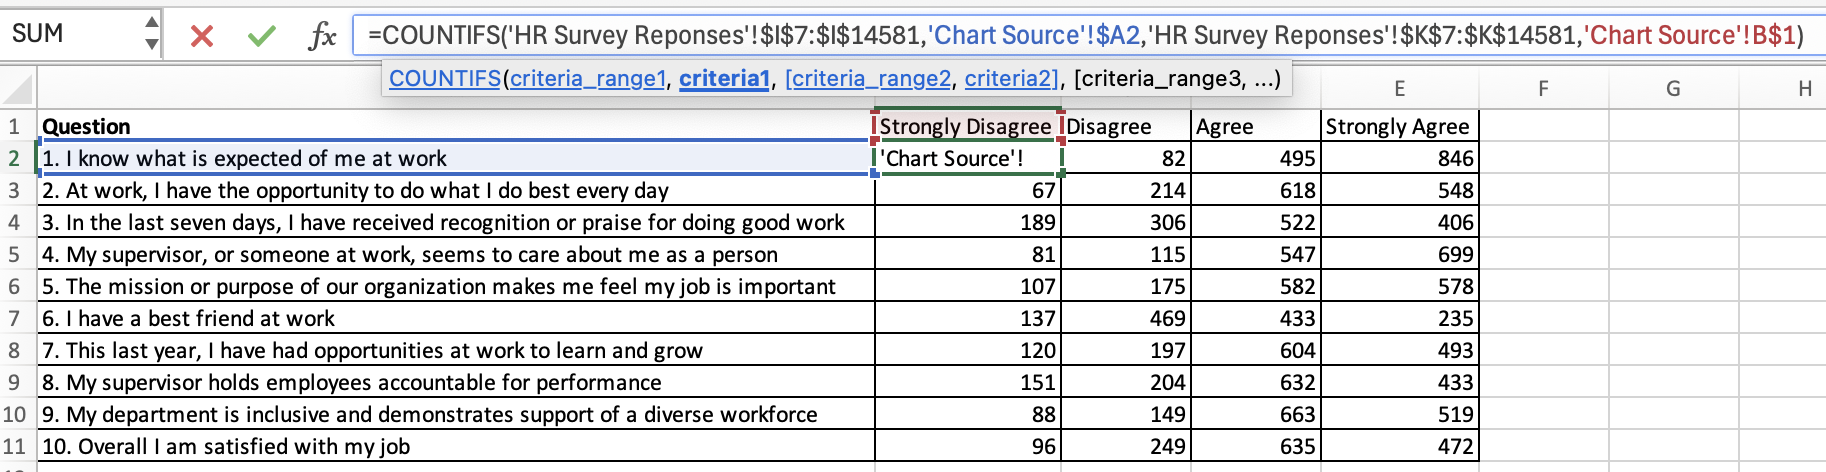 SUM fx =COUNTIFS('HR Survey Reponses'!$I$7:$I$14581,'Chart Source'!$A2,'HR Survey Reponses'!$K$7:$K$14581,'Chart Source'!B$1)
COUNTIFS(criteria_range1, criteria1, [criteria_range2, criteria2], [criteria_range3, ...)
E F G H
1 Question Strongly Disagree Disagree Agree Strongly Agree
2 1. I know what is expected of me at work 'Chart Source'! 82 495 846
3 2. At work, I have the opportunity to do what I do best every day 67 214 618 548
4 3. In the last seven days, I have received recognition or praise for doing good work 189 306 522 406
5 4. My supervisor, or someone at work, seems to care about me as a person 81 115 547 699
6 5. The mission or purpose of our organization makes me feel my job is important 107 175 582 578
7 6. I have a best friend at work 137 469 433 235
8 7. This last year, I have had opportunities at work to learn and grow 120 197 604 493
9 8. My supervisor holds employees accountable for performance 151 204 632 433
10 9. My department is inclusive and demonstrates support of a diverse workforce 88 149 663 519
11 10. Overall I am satisfied with my job 96 249 635 472